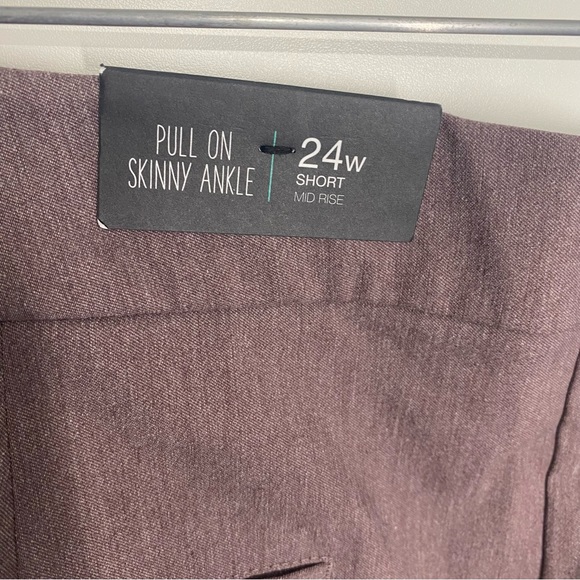 PULL ON
SKINNY ANKLE
24W
SHORT
MID RISE